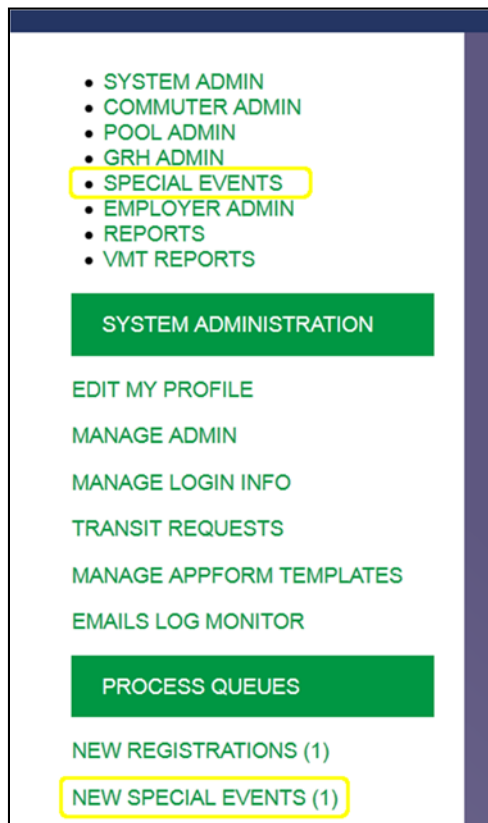 SYSTEM ADMIN
COMMUTER ADMIN
POOL ADMIN
GRH ADMIN
SPECIAL EVENTS
EMPLOYER ADMIN
REPORTS
VMT REPORTS
SYSTEM ADMINISTRATION
EDIT MY PROFILE
MANAGE ADMIN
MANAGE LOGIN INFO
TRANSIT REQUESTS
MANAGE APPFORM TEMPLATES
EMAILS LOG MONITOR
PROCESS QUEUES
NEW REGISTRATIONS (1)
NEW SPECIAL EVENTS (1)